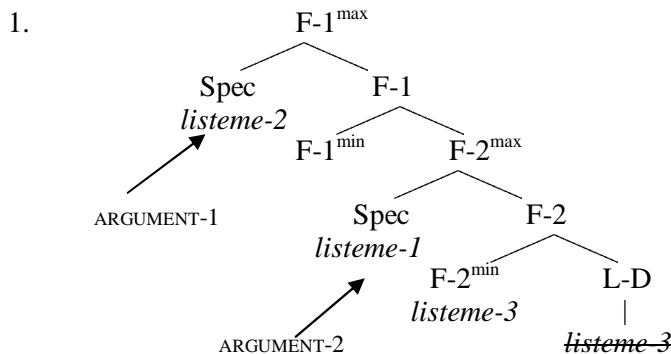 1.
F-1max
Spec F-1
listeme-2
F-1min F-2max
ARGUMENT-1
Spec F-2
listeme-1
F-2min L-D
listeme-3
ARGUMENT-2 listeme-3